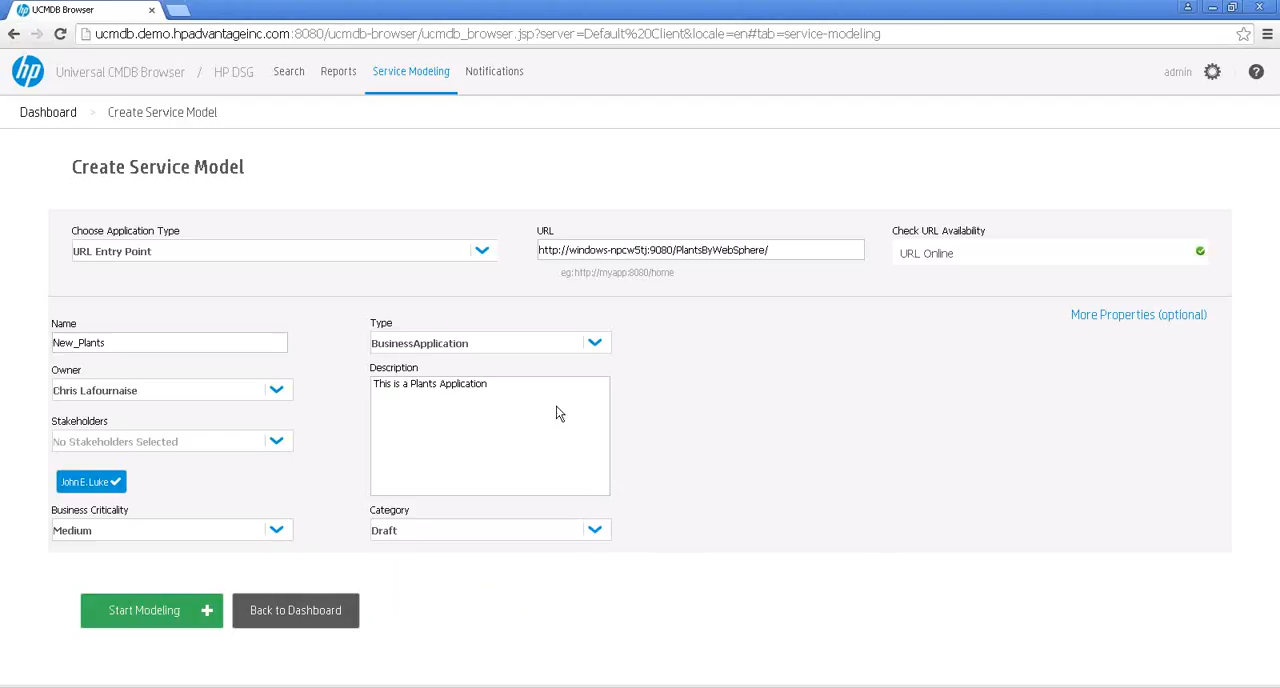 UCMDB Browser
ucmdb.demo.hpadvantageinc.com:8080/ucmdb-browser/ucmdb_browser.jsp?server=Default%20Client&locale=en#tab=service-modeling
hp Universal CMDB Browser / HP DSG Search Reports Service Modeling Notifications admin
Dashboard > Create Service Model
Create Service Model
Choose Application Type URL Check URL Availability
URL Entry Point http://windows-npcw5tj:9080/PlantsByWebSphere/ URL Online
eg:http://myapp:8080/home
More Properties (optional)
Name Type
New_Plants BusinessApplication
Owner Description
Chris Lafournaise This is a Plants Application
Stakeholders
No Stakeholders Selected
John E. Luke
Business Criticality Category
Medium Draft
Start Modeling + Back to Dashboard